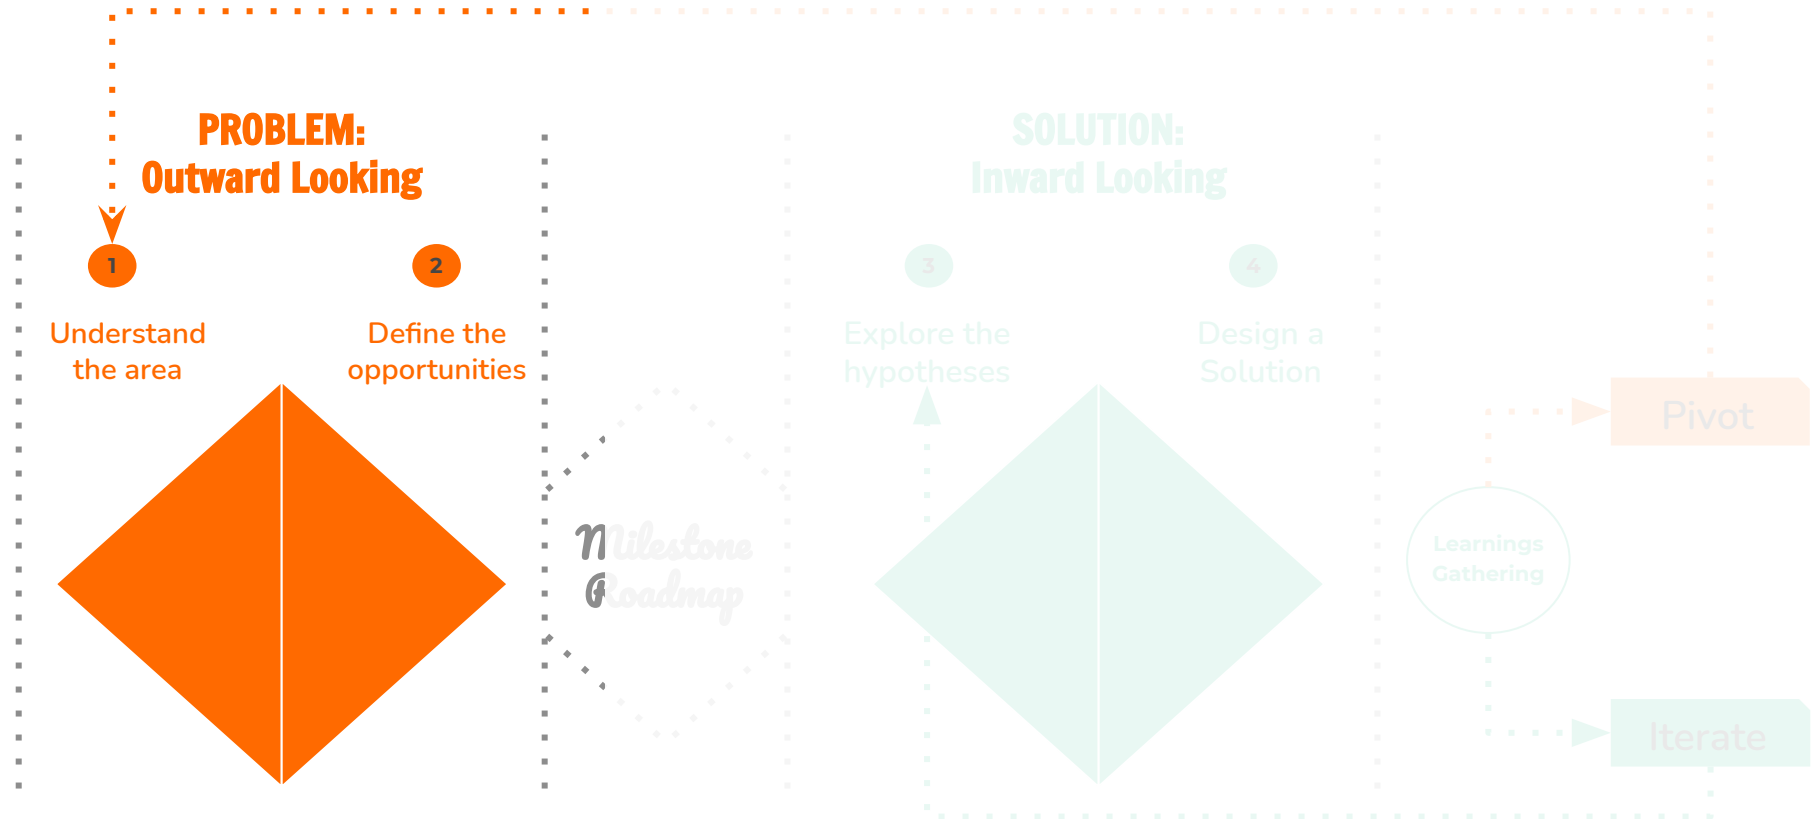 PROBLEM:
Outward Looking
1
2
Understand
the area
Define the
opportunities
Milestone
Roadmap
SOLUTION:
Inward Looking
3
4
Explore the
hypotheses
Design a
Solution
Learnings
Gathering
Pivot
Iterate